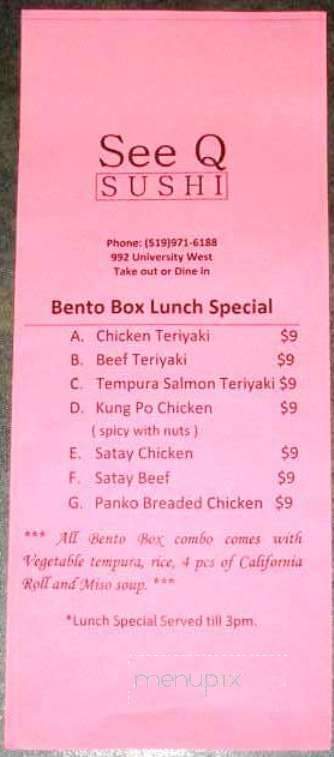 See Q
SUSHI
Phone: (519)971-6188
992 University West
Take out or Dine in
Bento Box Lunch Special
A. Chicken Teriyaki $9
B. Beef Teriyaki $9
C. Tempura Salmon Teriyaki $9
D. Kung Po Chicken $9
( spicy with nuts )
E. Satay Chicken $9
F. Satay Beef $9
G. Panko Breaded Chicken $9
*** All Bento Box combo comes with
Vegetable tempura, rice, 4 pcs of California
Roll and Miso soup. ***
*Lunch Special Served till 3pm.
menupix